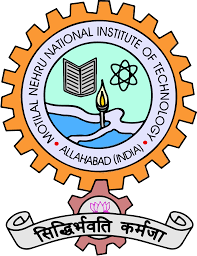 • MOTILAL NEHRU NATIONAL INSTITUTE OF TECHNOLOGY •
ALLAHABAD (INDIA)
सिद्धिर्भवति कर्मजा